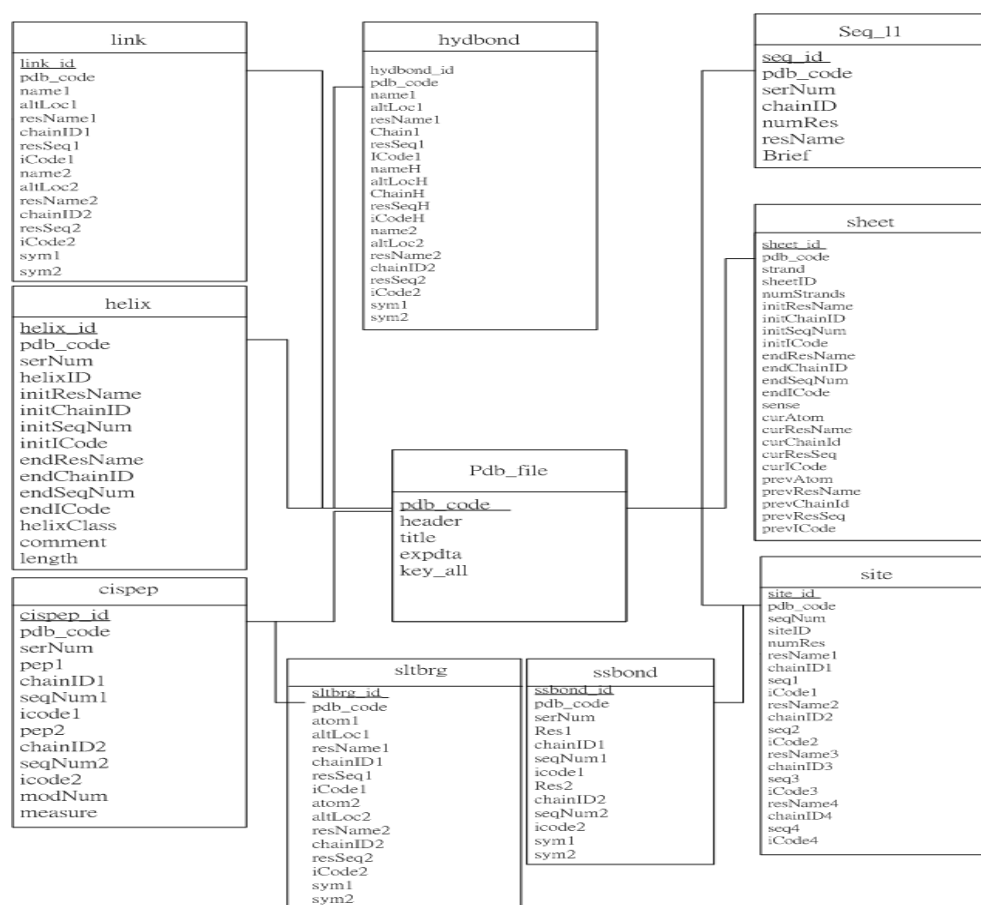 link
link_id
pdb_code
name1
altLoc1
resName1
chainID1
resSeq1
iCode1
name2
altLoc2
resName2
chainID2
resSeq2
iCode2
sym1
sym2
hydbond
hydbond_id
pdb_code
name1
altLoc1
resName1
Chain1
resSeq1
ICode1
nameH
altLocH
ChainH
resSeqH
iCodeH
name2
altLoc2
resName2
chainID2
resSeq2
iCode2
sym1
sym2
Seq_11
seq_id
pdb_code
serNum
chainID
numRes
resName
Brief
sheet
sheet_id
pdb_code
strand
sheetID
numStrands
initResName
initChainID
initSeqNum
initICode
endResName
endChainID
endSeqNum
endICode
sense
curAtom
curResName
curChainId
curResSeq
curICode
prevAtom
prevResName
prevChainId
prevResSeq
prevICode
helix
helix_id
pdb_code
serNum
helixID
initResName
initChainID
initSeqNum
initICode
endResName
endChainID
endSeqNum
endICode
helixClass
comment
length
Pdb_file
pdb_code
header
title
expdta
key_all
cispep
cispep_id
pdb_code
serNum
pep1
chainID1
seqNum1
icode1
pep2
chainID2
seqNum2
icode2
modNum
measure
sltbrg
sltbrg_id
pdb_code
atom1
altLoc1
resName1
chainID1
resSeq1
iCode1
atom2
altLoc2
resName2
chainID2
resSeq2
iCode2
sym1
sym2
ssbond
ssbond_id
pdb_code
serNum
Res1
chainID1
seqNum1
icode1
Res2
chainID2
seqNum2
icode2
sym1
sym2
site
site_id
pdb_code
seqNum
siteID
numRes
resName1
chainID1
seq1
iCode1
resName2
chainID2
seq2
iCode2
resName3
chainID3
seq3
iCode3
resName4
chainID4
seq4
iCode4